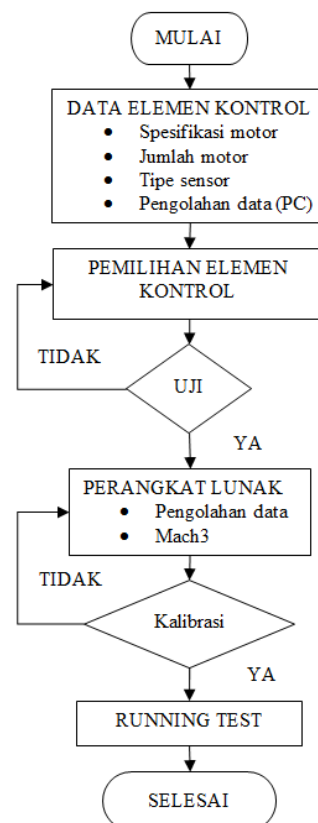 MULAI
DATA ELEMEN KONTROL
• Spesifikasi motor
• Jumlah motor
• Tipe sensor
• Pengolahan data (PC)
PEMILIHAN ELEMEN
KONTROL
TIDAK
UJI
YA
PERANGKAT LUNAK
• Pengolahan data
• Mach3
TIDAK
Kalibrasi
YA
RUNNING TEST
SELESAI